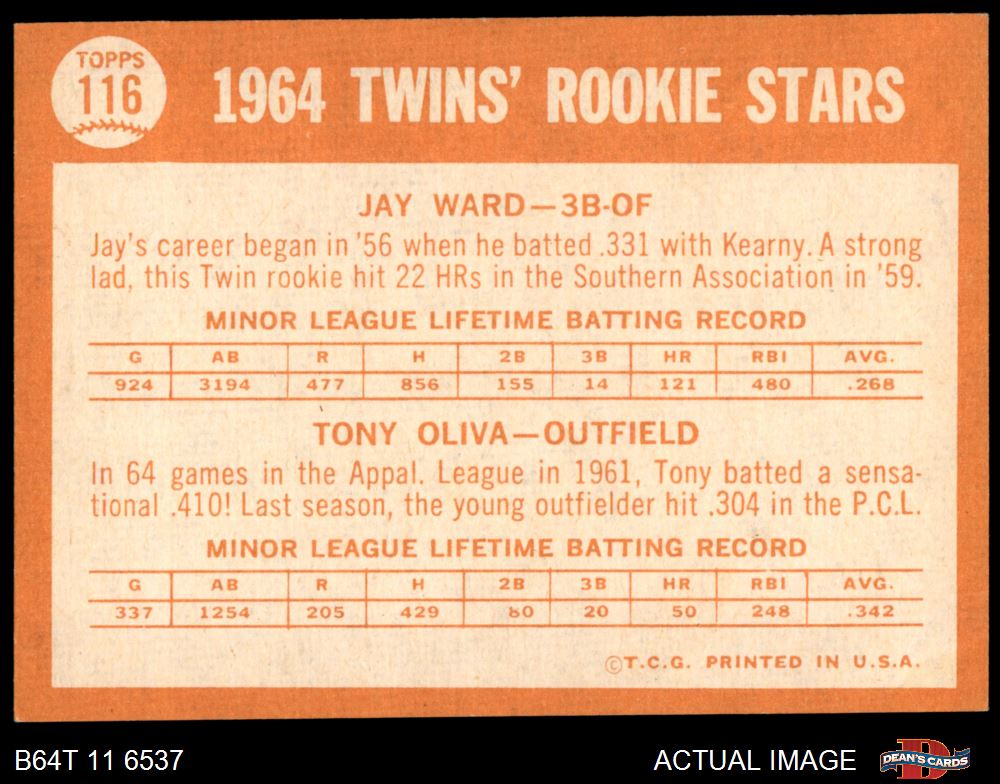 TOPPS
116
1964 TWINS' ROOKIE STARS
JAY WARD—3B-OF
Jay's career began in '56 when he batted .331 with Kearny. A strong
lad, this Twin rookie hit 22 HRs in the Southern Association in '59.
MINOR LEAGUE LIFETIME BATTING RECORD
G AB R H 2B 3B HR RBI AVG.
924 3194 477 856 155 14 121 480 .268
TONY OLIVA—OUTFIELD
In 64 games in the Appal. League in 1961, Tony batted a sensa-
tional .410! Last season, the young outfielder hit .304 in the P.C.L.
MINOR LEAGUE LIFETIME BATTING RECORD
G AB R H 2B 3B HR RBI AVG.
337 1254 205 429 80 20 50 248 .342
©T.C.G. PRINTED IN U.S.A.
B64T 11 6537 ACTUAL IMAGE DEAN'S CARDS